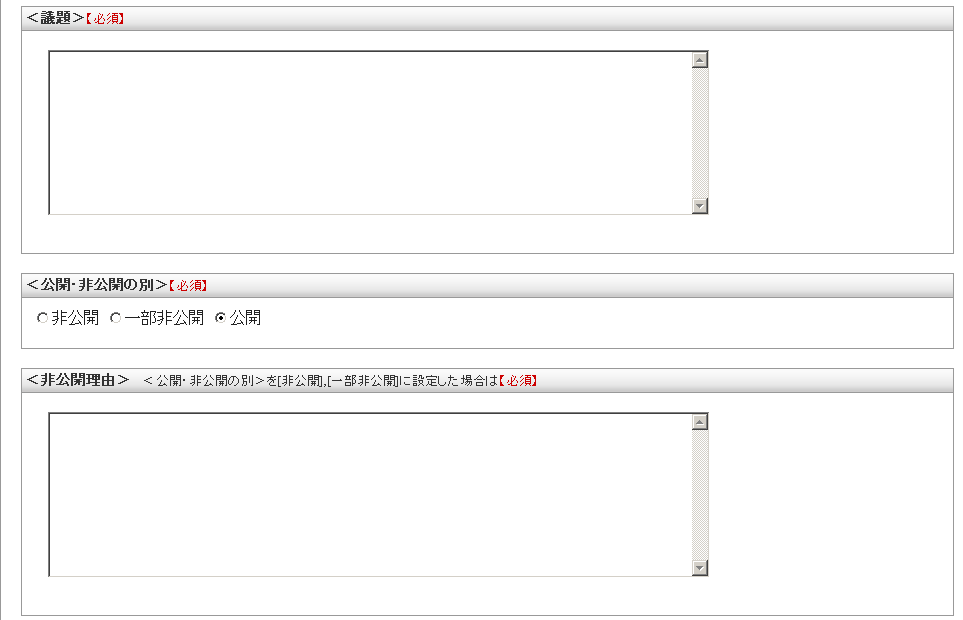 ＜議題＞【必須】
＜公開・非公開の別＞【必須】
非公開 一部非公開 公開
＜非公開理由＞ ＜公開・非公開の別＞を[非公開],[一部非公開]に設定した場合は【必須】